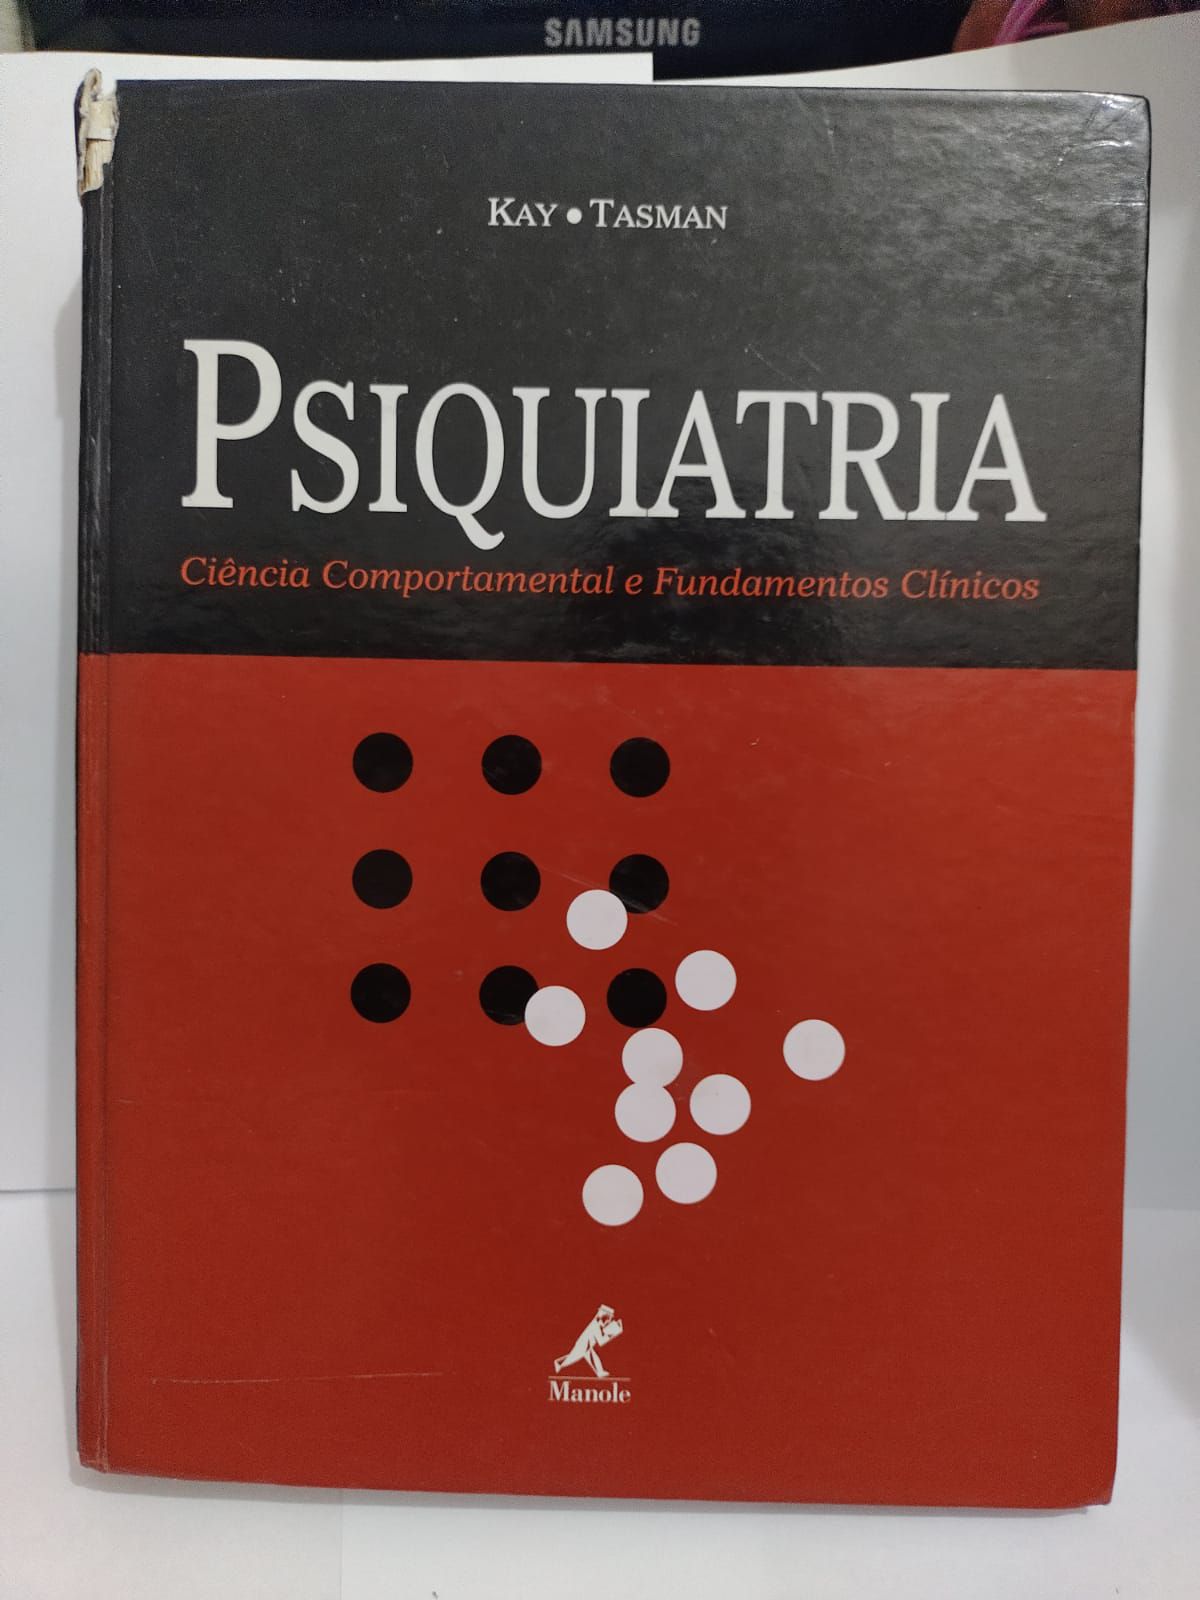 SAMSUNG
KAY • TASMAN
PSIQUIATRIA
Ciência Comportamental e Fundamentos Clínicos
Manole